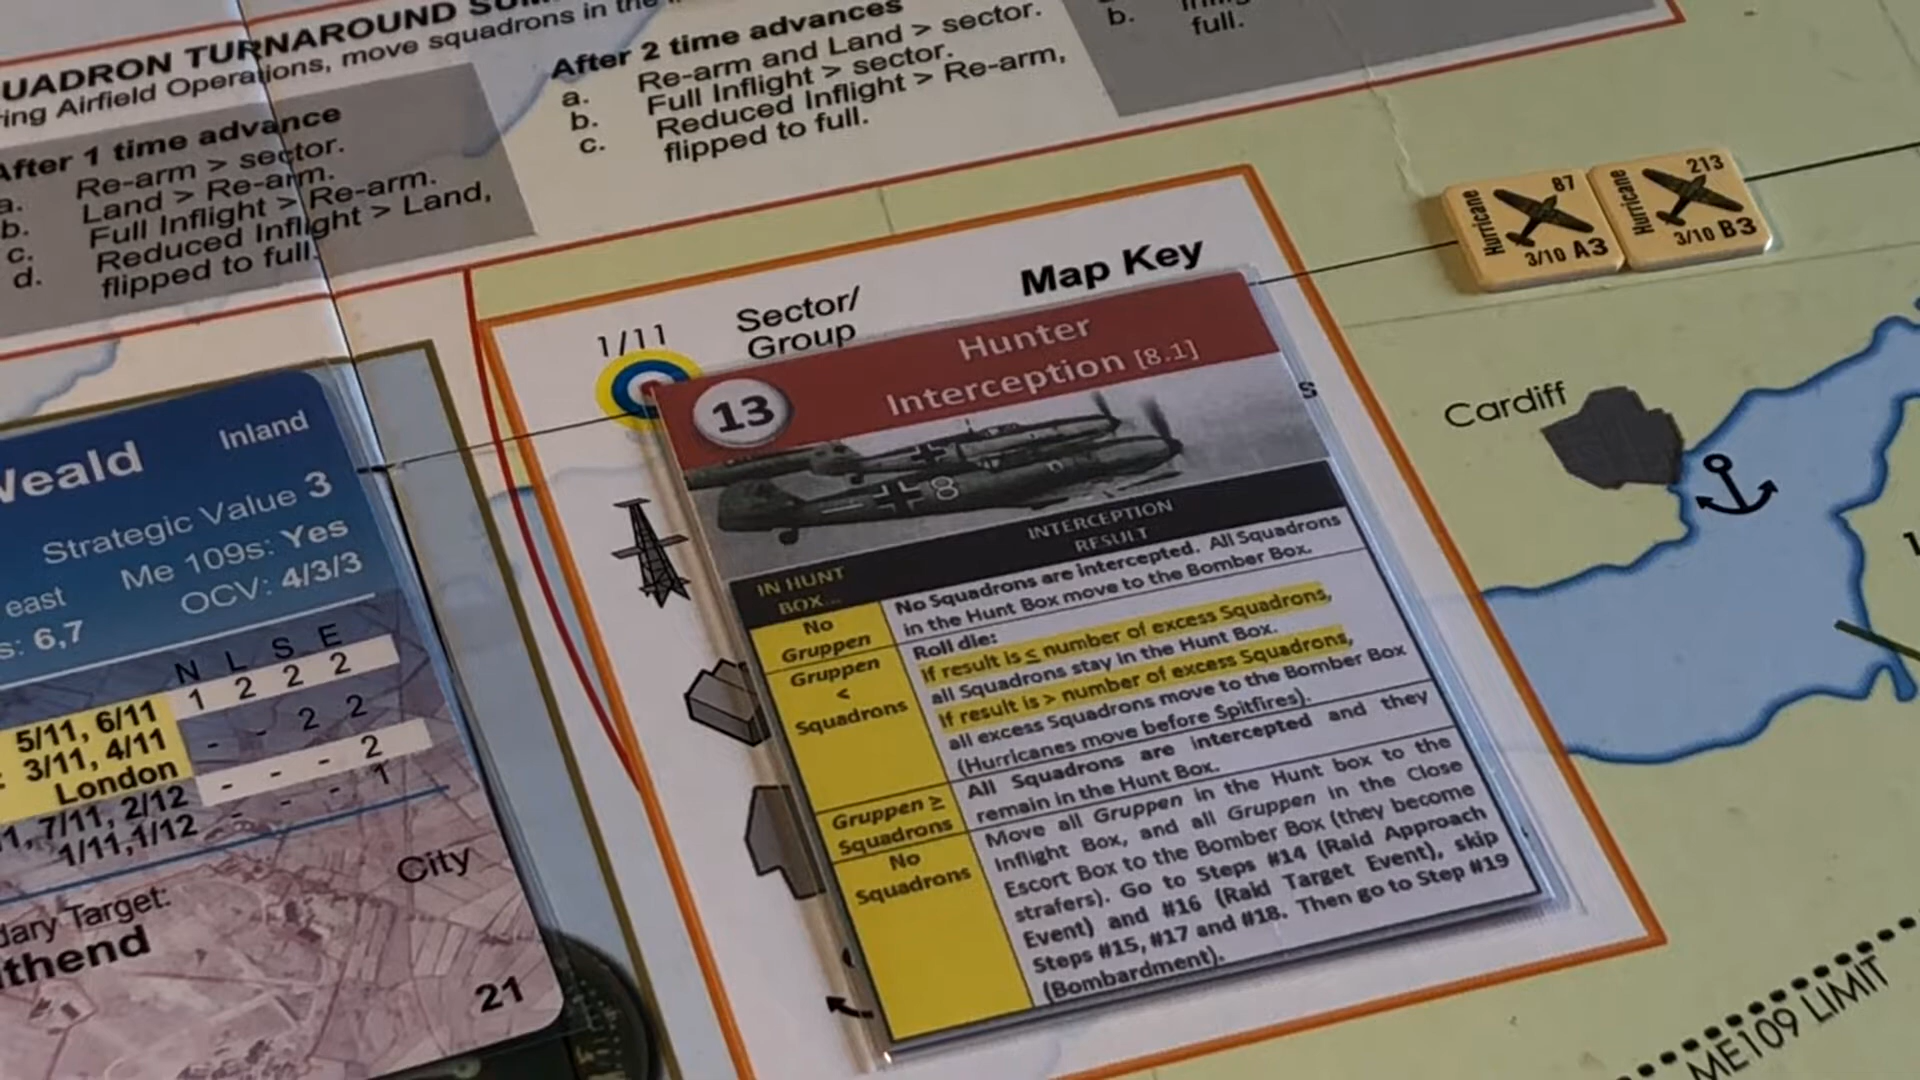 UADRON TURNAROUND
ring Airfield Operations, move squadrons in the
After 1 time advance
a. Re-arm > sector.
b. Land > Re-arm.
c. Full Inflight > Re-arm.
d. Reduced Inflight > Land,
flipped to full.
After 2 time advances
a. Re-arm and Land > sector.
b. Full Inflight > sector.
c. Reduced Inflight > Re-arm,
flipped to full.
b.
full.
87
Hurricane
3/10 A3
213
Hurricane
3/10 B3
Map Key
1/11
Sector/
Group
s
13
Hunter
Interception [8.1]
8
IN HUNT
BOX...
INTERCEPTION
RESULT
No
Gruppen
No Squadrons are intercepted. All Squadrons
in the Hunt Box move to the Bomber Box.
Gruppen
<
Squadrons
Roll die:
If result is ≤ number of excess Squadrons,
all Squadrons stay in the Hunt Box.
If result is > number of excess Squadrons,
all excess Squadrons move to the Bomber Box
(Hurricanes move before Spitfires).
Gruppen ≥
Squadrons
All Squadrons are intercepted and they
remain in the Hunt Box.
No
Squadrons
Move all Gruppen in the Hunt box to the
Inflight Box, and all Gruppen in the Close
Escort Box to the Bomber Box (they become
strafers). Go to Steps #14 (Raid Approach
Event) and #16 (Raid Target Event), skip
Steps #15, #17 and #18. Then go to Step #19
(Bombardment).
Weald
Inland
Strategic Value 3
Me 109s: Yes
OCV: 4/3/3
east
s: 6,7
N L S E
5/11, 6/11 1 2 2 2
3/11, 4/11 - - 2 2
London - - - 2
1, 7/11, 2/12 - - - 1
1/11,1/12
City
dary Target:
thend
21
Cardiff
ME109 LIMIT